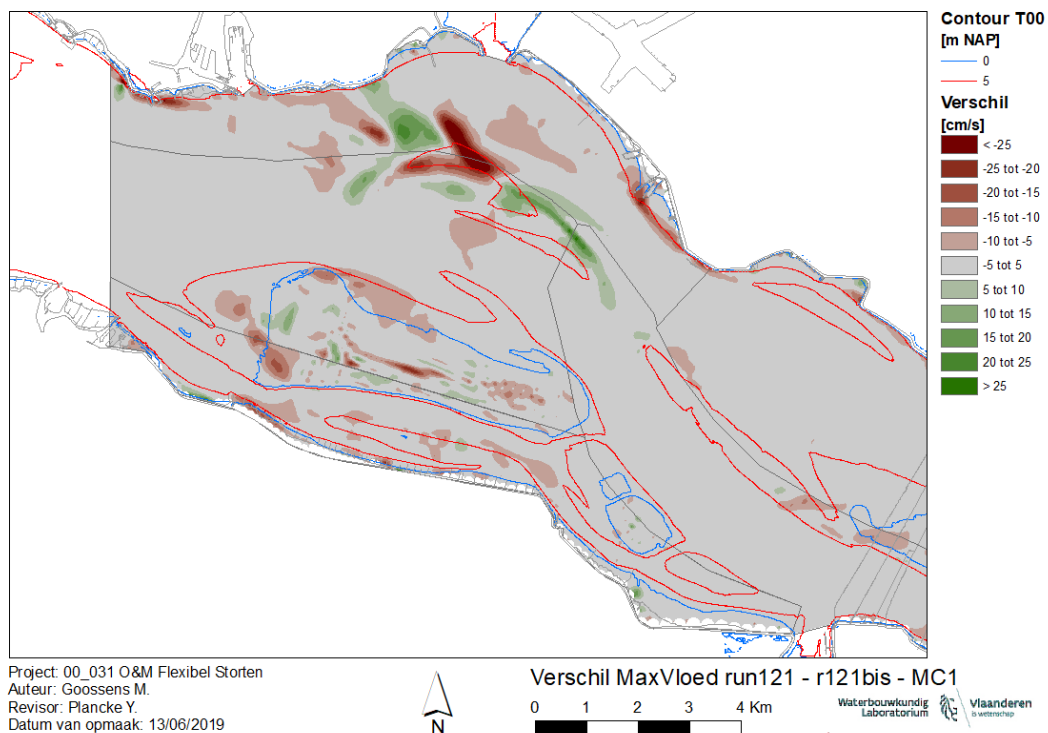 Contour T00
[m NAP]
0
5
Verschil
[cm/s]
< -25
-25 tot -20
-20 tot -15
-15 tot -10
-10 tot -5
-5 tot 5
5 tot 10
10 tot 15
15 tot 20
20 tot 25
> 25
Project: 00_031 O&M Flexibel Storten
Auteur: Goossens M.
Revisor: Plancke Y.
Datum van opmaak: 13/06/2019
N
Verschil MaxVloed run121 - r121bis - MC1
0 1 2 3 4 Km
Waterbouwkundig
Laboratorium
Vlaanderen
is wetenschap